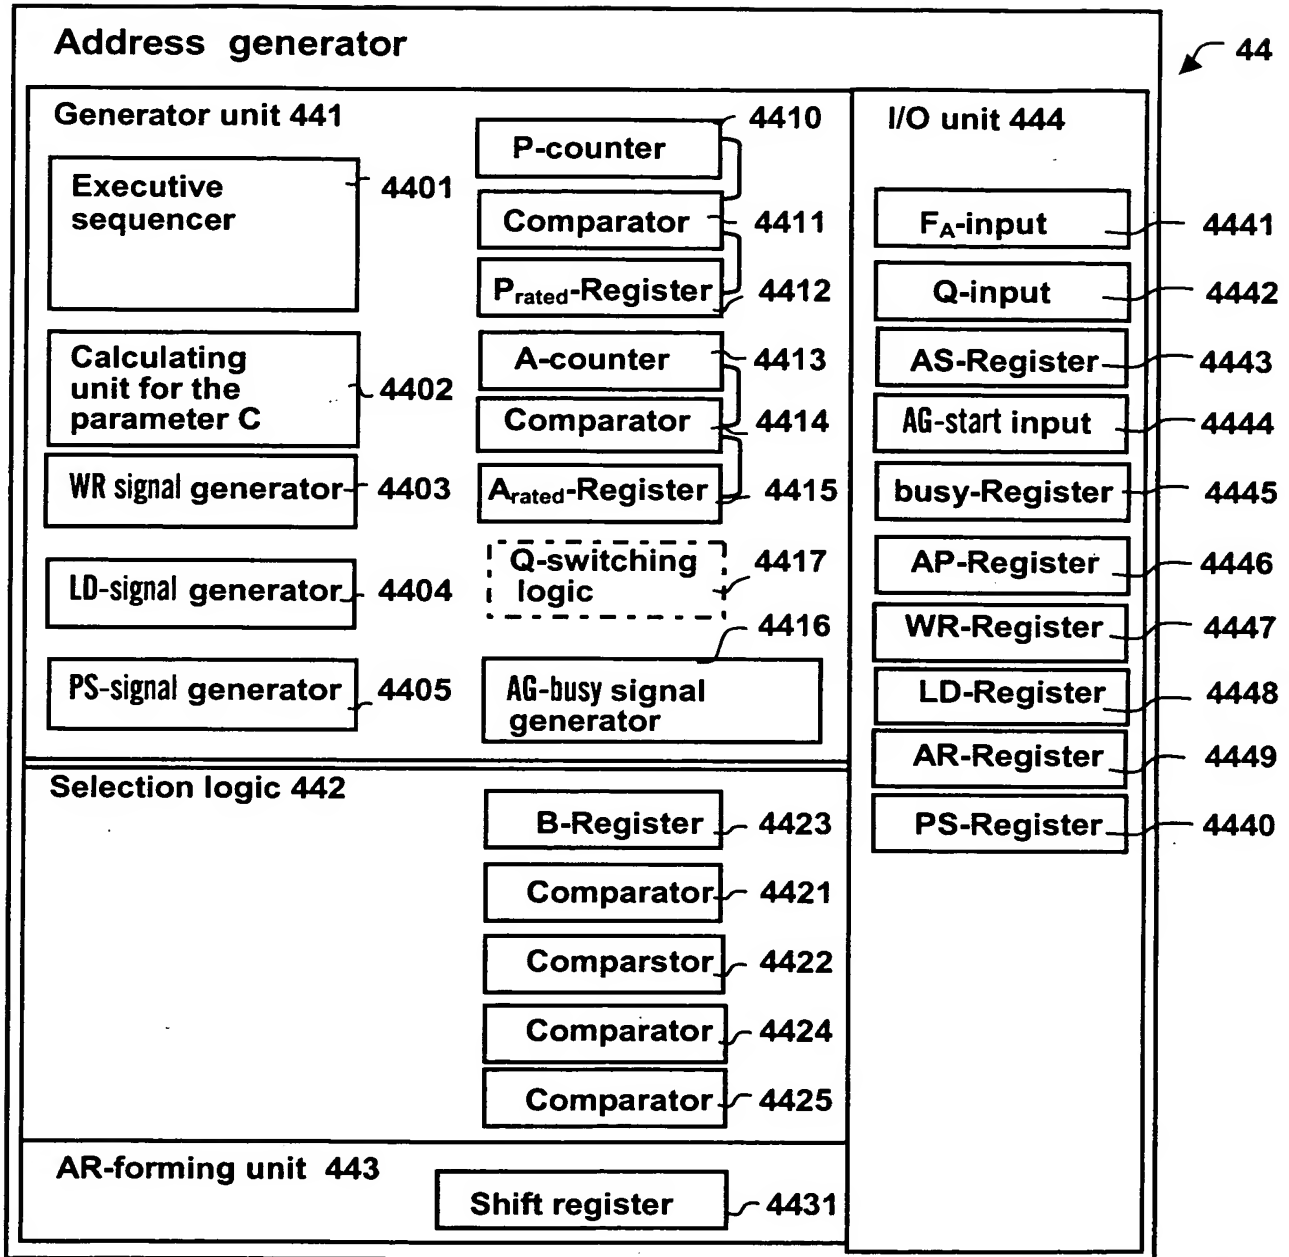 Address generator
44
Generator unit 441
Executive
sequencer
4401
Calculating
unit for the
parameter C
4402
WR signal generator
4403
LD-signal generator
4404
PS-signal generator
4405
P-counter
4410
Comparator
4411
Prated-Register
4412
A-counter
4413
Comparator
4414
Arated-Register
4415
Q-switching
logic
4417
4416
AG-busy signal
generator
Selection logic 442
B-Register
4423
Comparator
4421
Comparstor
4422
Comparator
4424
Comparator
4425
AR-forming unit 443
Shift register
4431
I/O unit 444
FA-input
4441
Q-input
4442
AS-Register
4443
AG-start input
4444
busy-Register
4445
AP-Register
4446
WR-Register
4447
LD-Register
4448
AR-Register
4449
PS-Register
4440